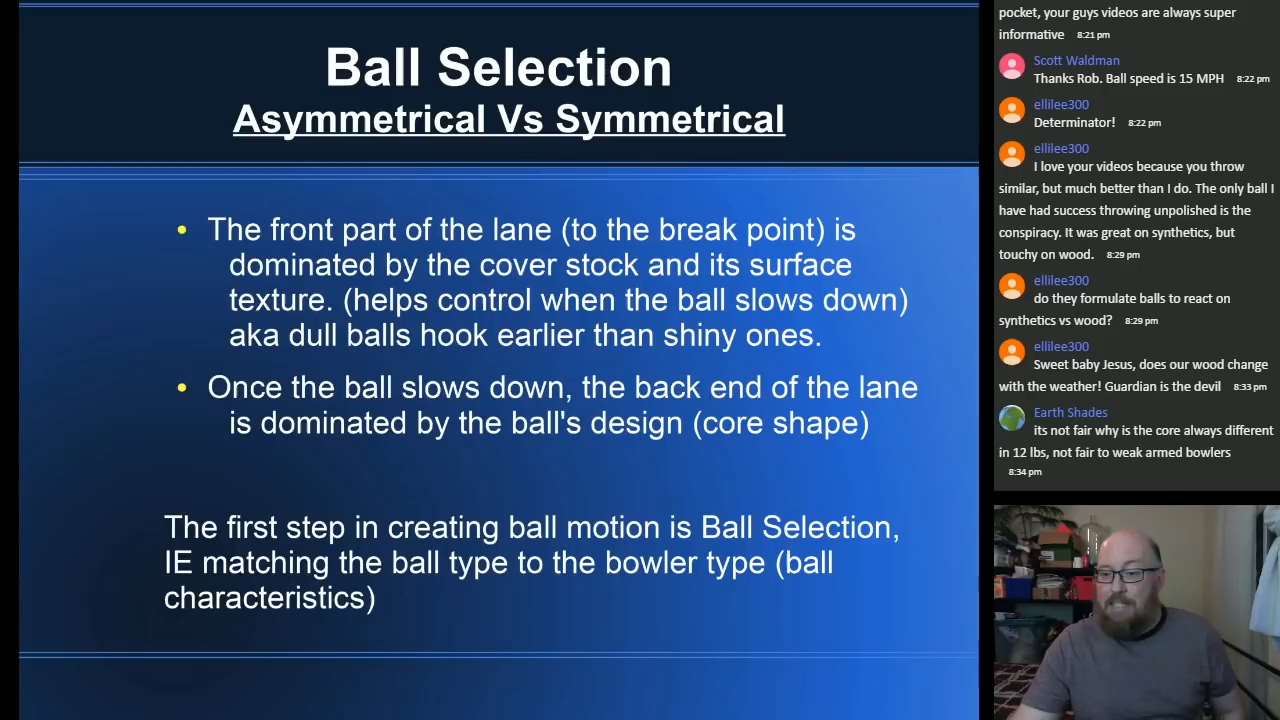 Ball Selection
Asymmetrical Vs Symmetrical
• The front part of the lane (to the break point) is
dominated by the cover stock and its surface
texture. (helps control when the ball slows down)
aka dull balls hook earlier than shiny ones.
• Once the ball slows down, the back end of the lane
is dominated by the ball's design (core shape)
The first step in creating ball motion is Ball Selection,
IE matching the ball type to the bowler type (ball
characteristics)
pocket, your guys videos are always super
informative 8:21 pm
Scott Waldman
Thanks Rob. Ball speed is 15 MPH 8:22 pm
ellilee300
Determinator! 8:22 pm
ellilee300
I love your videos because you throw
similar, but much better than I do. The only ball I
have had success throwing unpolished is the
conspiracy. It was great on synthetics, but
touchy on wood. 8:29 pm
ellilee300
do they formulate balls to react on
synthetics vs wood? 8:29 pm
ellilee300
Sweet baby Jesus, does our wood change
with the weather! Guardian is the devil 8:33 pm
Earth Shades
its not fair why is the core always different
in 12 lbs, not fair to weak armed bowlers
8:34 pm